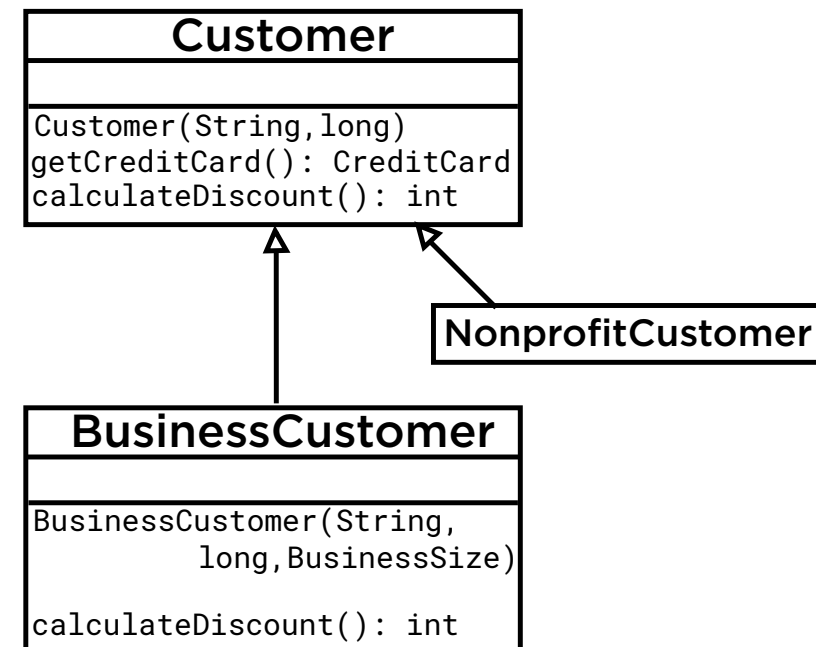 Customer
Customer(String,long)
getCreditCard(): CreditCard
calculateDiscount(): int
NonprofitCustomer
BusinessCustomer
BusinessCustomer(String,
long,BusinessSize)
calculateDiscount(): int